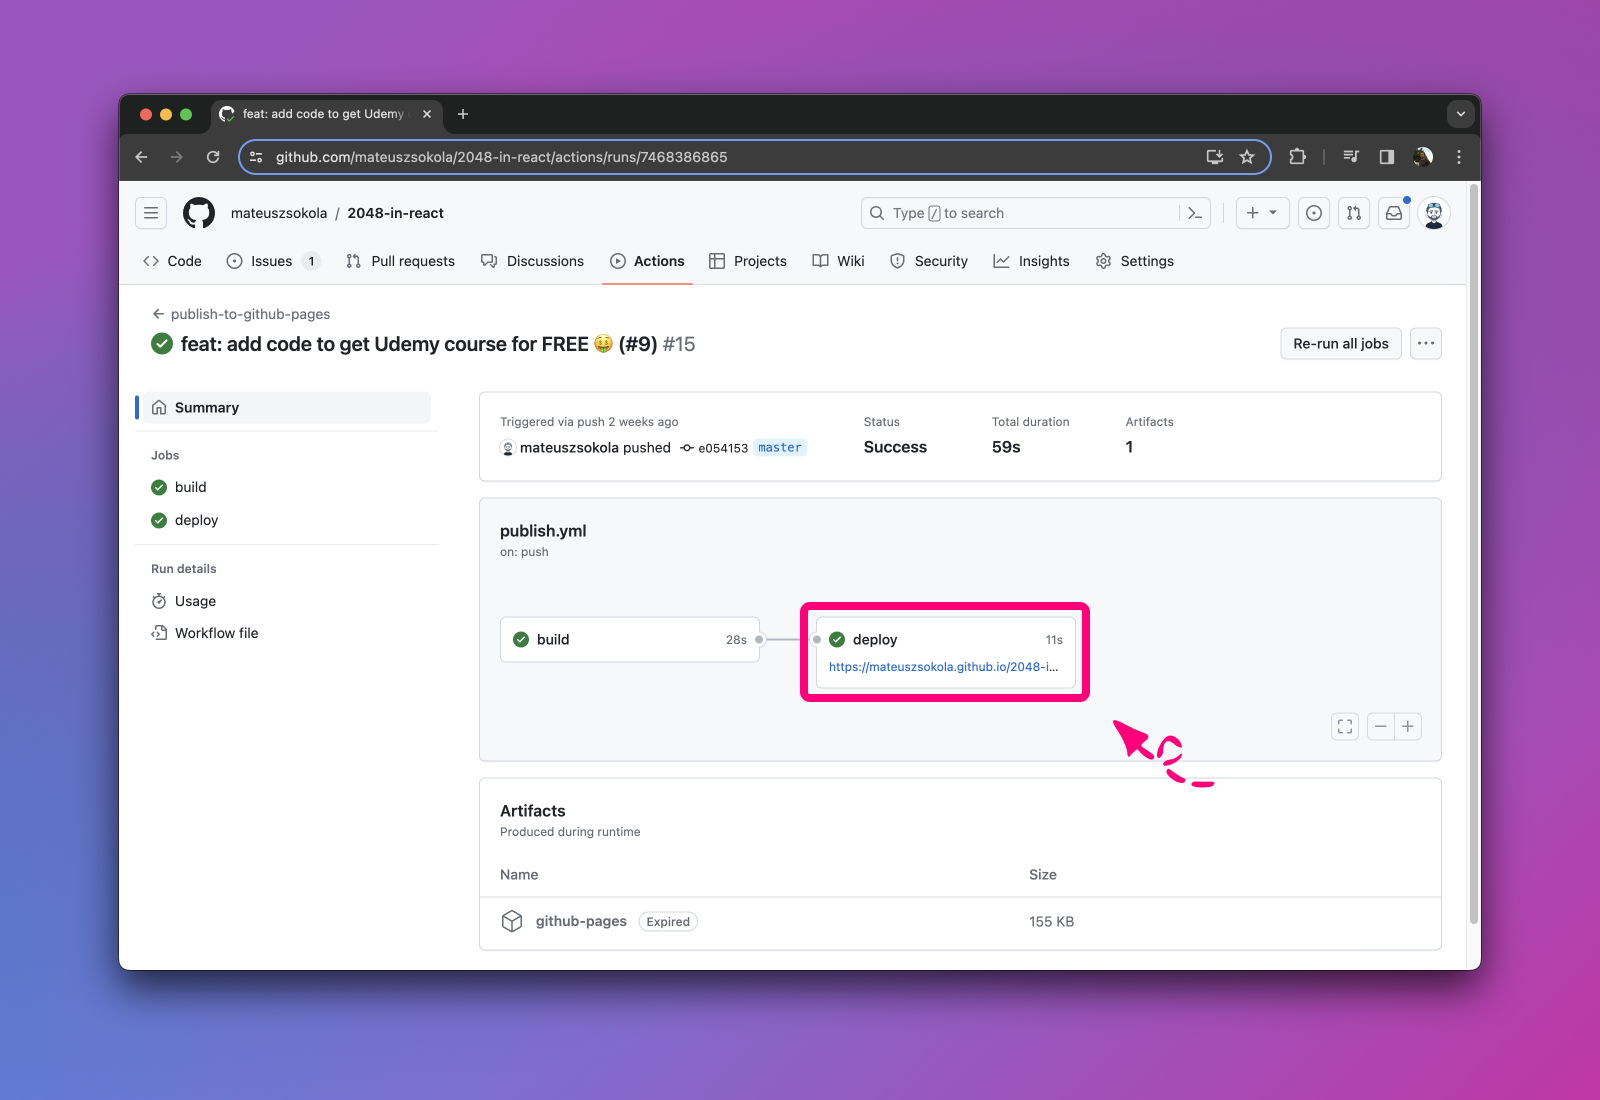 feat: add code to get Udemy
github.com/mateuszsokola/2048-in-react/actions/runs/7468386865
mateuszsokola / 2048-in-react
Type / to search
Code
Issues 1
Pull requests
Discussions
Actions
Projects
Wiki
Security
Insights
Settings
publish-to-github-pages
feat: add code to get Udemy course for FREE 🤑 (#9) #15
Re-run all jobs
Summary
Jobs
build
deploy
Run details
Usage
Workflow file
Triggered via push 2 weeks ago
mateuszsokola pushed e054153 master
Status
Success
Total duration
59s
Artifacts
1
publish.yml
on: push
build 28s
deploy 11s
https://mateuszsokola.github.io/2048-i...
Artifacts
Produced during runtime
Name Size
github-pages Expired 155 KB